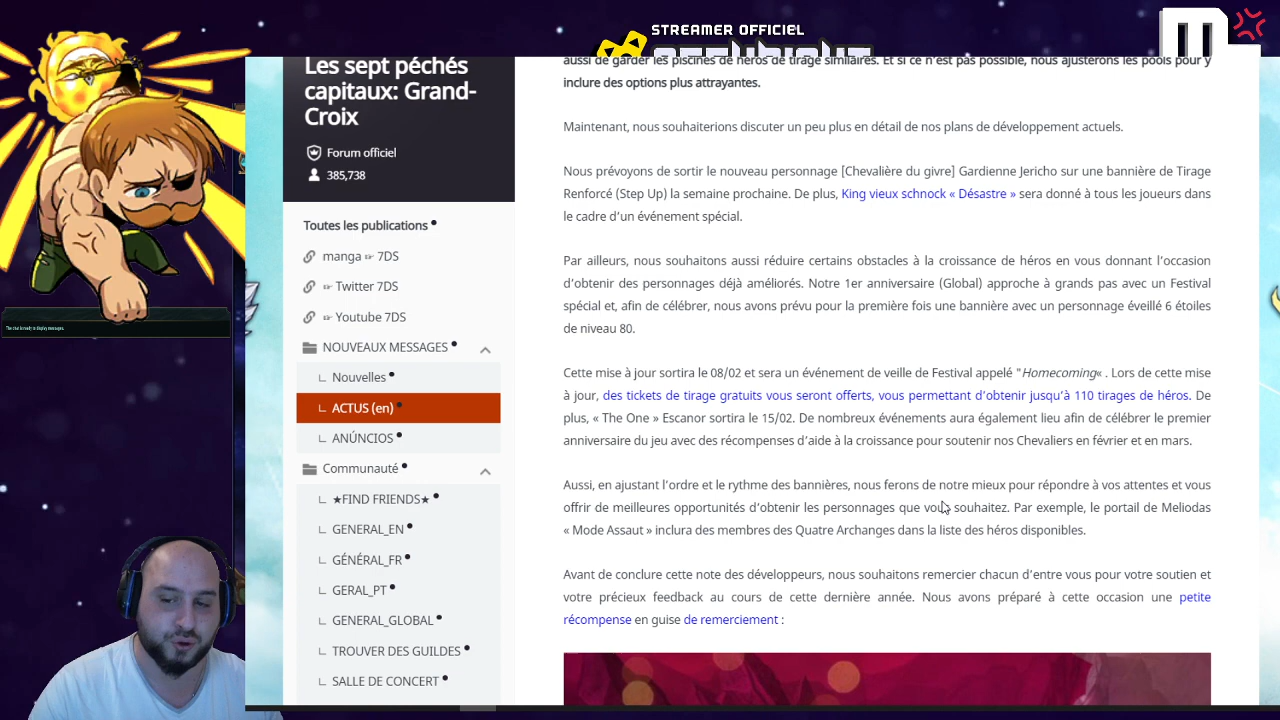 STREAMER OFFICIEL
Les sept péchés
capitaux: Grand-
Croix
Forum officiel
385,738
Toutes les publications
manga ☞ 7DS
☞ Twitter 7DS
☞ Youtube 7DS
NOUVEAUX MESSAGES
Nouvelles
ACTUS (en)
ANÚNCIOS
Communauté
★FIND FRIENDS★
GENERAL_EN
GÉNÉRAL_FR
GERAL_PT
GENERAL_GLOBAL
TROUVER DES GUILDES
SALLE DE CONCERT
aussi de garder les piscines de héros de tirage similaires. Et si ce n'est pas possible, nous ajusterons les pools pour y
inclure des options plus attrayantes.
Maintenant, nous souhaiterions discuter un peu plus en détail de nos plans de développement actuels.
Nous prévoyons de sortir le nouveau personnage [Chevalière du givre] Gardienne Jericho sur une bannière de Tirage
Renforcé (Step Up) la semaine prochaine. De plus, King vieux schnock « Désastre » sera donné à tous les joueurs dans
le cadre d'un événement spécial.
Par ailleurs, nous souhaitons aussi réduire certains obstacles à la croissance de héros en vous donnant l'occasion
d'obtenir des personnages déjà améliorés. Notre 1er anniversaire (Global) approche à grands pas avec un Festival
spécial et, afin de célébrer, nous avons prévu pour la première fois une bannière avec un personnage éveillé 6 étoiles
de niveau 80.
Cette mise à jour sortira le 08/02 et sera un événement de veille de Festival appelé "Homecoming« . Lors de cette mise
à jour, des tickets de tirage gratuits vous seront offerts, vous permettant d'obtenir jusqu'à 110 tirages de héros. De
plus, « The One » Escanor sortira le 15/02. De nombreux événements aura également lieu afin de célébrer le premier
anniversaire du jeu avec des récompenses d'aide à la croissance pour soutenir nos Chevaliers en février et en mars.
Aussi, en ajustant l'ordre et le rythme des bannières, nous ferons de notre mieux pour répondre à vos attentes et vous
offrir de meilleures opportunités d'obtenir les personnages que vous souhaitez. Par exemple, le portail de Meliodas
« Mode Assaut » inclura des membres des Quatre Archanges dans la liste des héros disponibles.
Avant de conclure cette note des développeurs, nous souhaitons remercier chacun d'entre vous pour votre soutien et
votre précieux feedback au cours de cette dernière année. Nous avons préparé à cette occasion une petite
récompense en guise de remerciement :